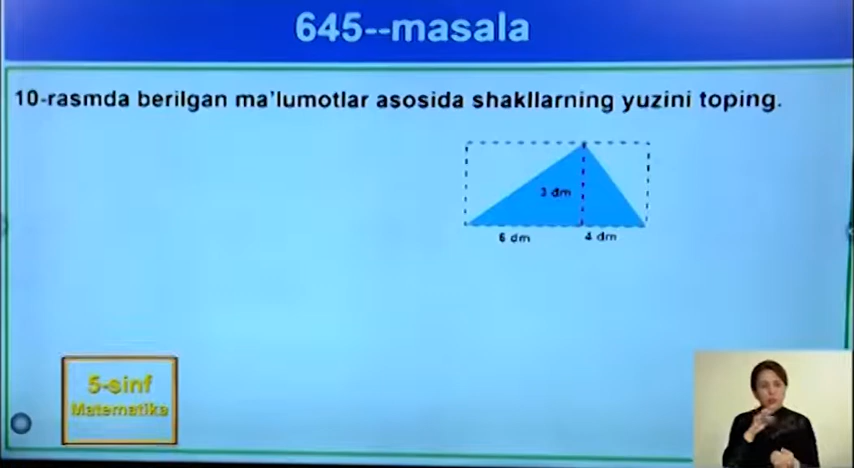 645--masala
10-rasmda berilgan ma'lumotlar asosida shakllarning yuzini toping.
3 dm
6 dm
4 dm
5-sinf
Matematika